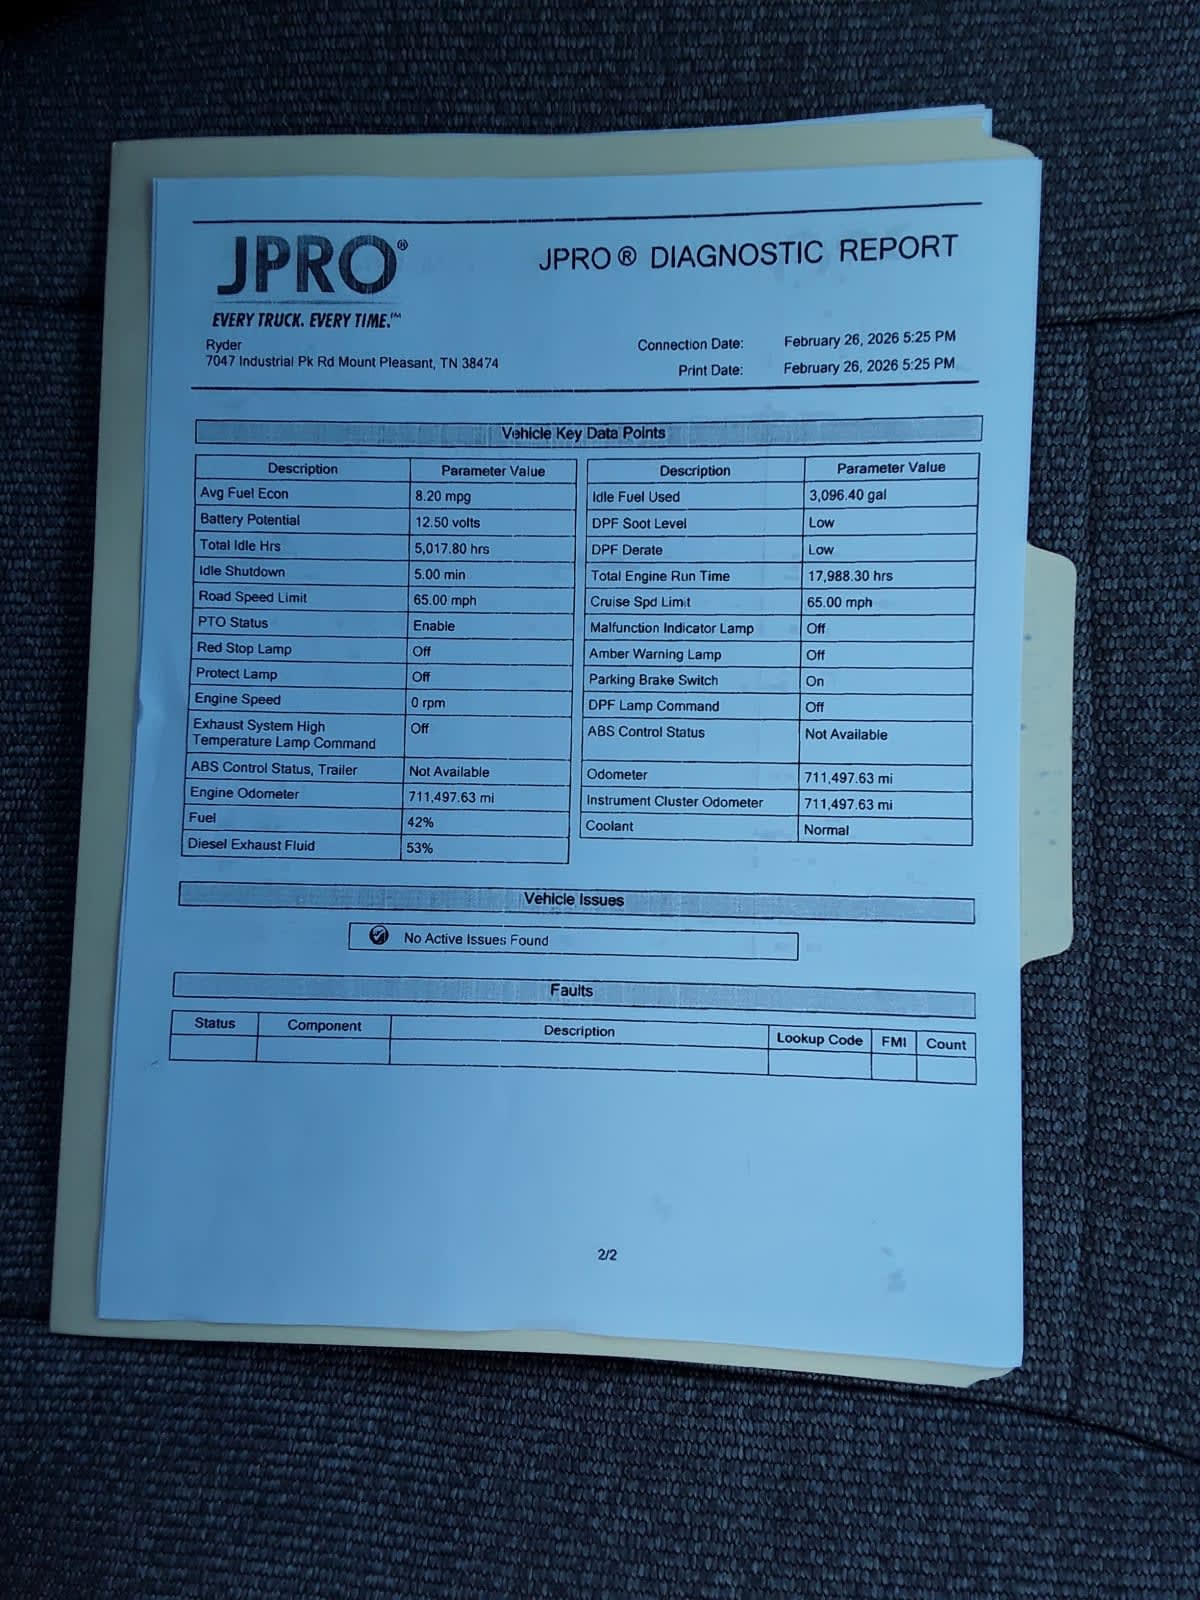 JPRO®
EVERY TRUCK. EVERY TIME.™
JPRO® DIAGNOSTIC REPORT
Ryder
7047 Industrial Pk Rd Mount Pleasant, TN 38474
Connection Date: February 26, 2026 5:25 PM
Print Date: February 26, 2026 5:25 PM
Vehicle Key Data Points
Description Parameter Value Description Parameter Value
Avg Fuel Econ 8.20 mpg Idle Fuel Used 3,096.40 gal
Battery Potential 12.50 volts DPF Soot Level Low
Total Idle Hrs 5,017.80 hrs DPF Derate Low
Idle Shutdown 5.00 min Total Engine Run Time 17,988.30 hrs
Road Speed Limit 65.00 mph Cruise Spd Limit 65.00 mph
PTO Status Enable Malfunction Indicator Lamp Off
Red Stop Lamp Off Amber Warning Lamp Off
Protect Lamp Off Parking Brake Switch On
Engine Speed 0 rpm DPF Lamp Command Off
Exhaust System High
Temperature Lamp Command Off ABS Control Status Not Available
ABS Control Status, Trailer Not Available Odometer 711,497.63 mi
Engine Odometer 711,497.63 mi Instrument Cluster Odometer 711,497.63 mi
Fuel 42% Coolant Normal
Diesel Exhaust Fluid 53%
Vehicle Issues
No Active Issues Found
Faults
Status Component Description Lookup Code FMI Count
2/2